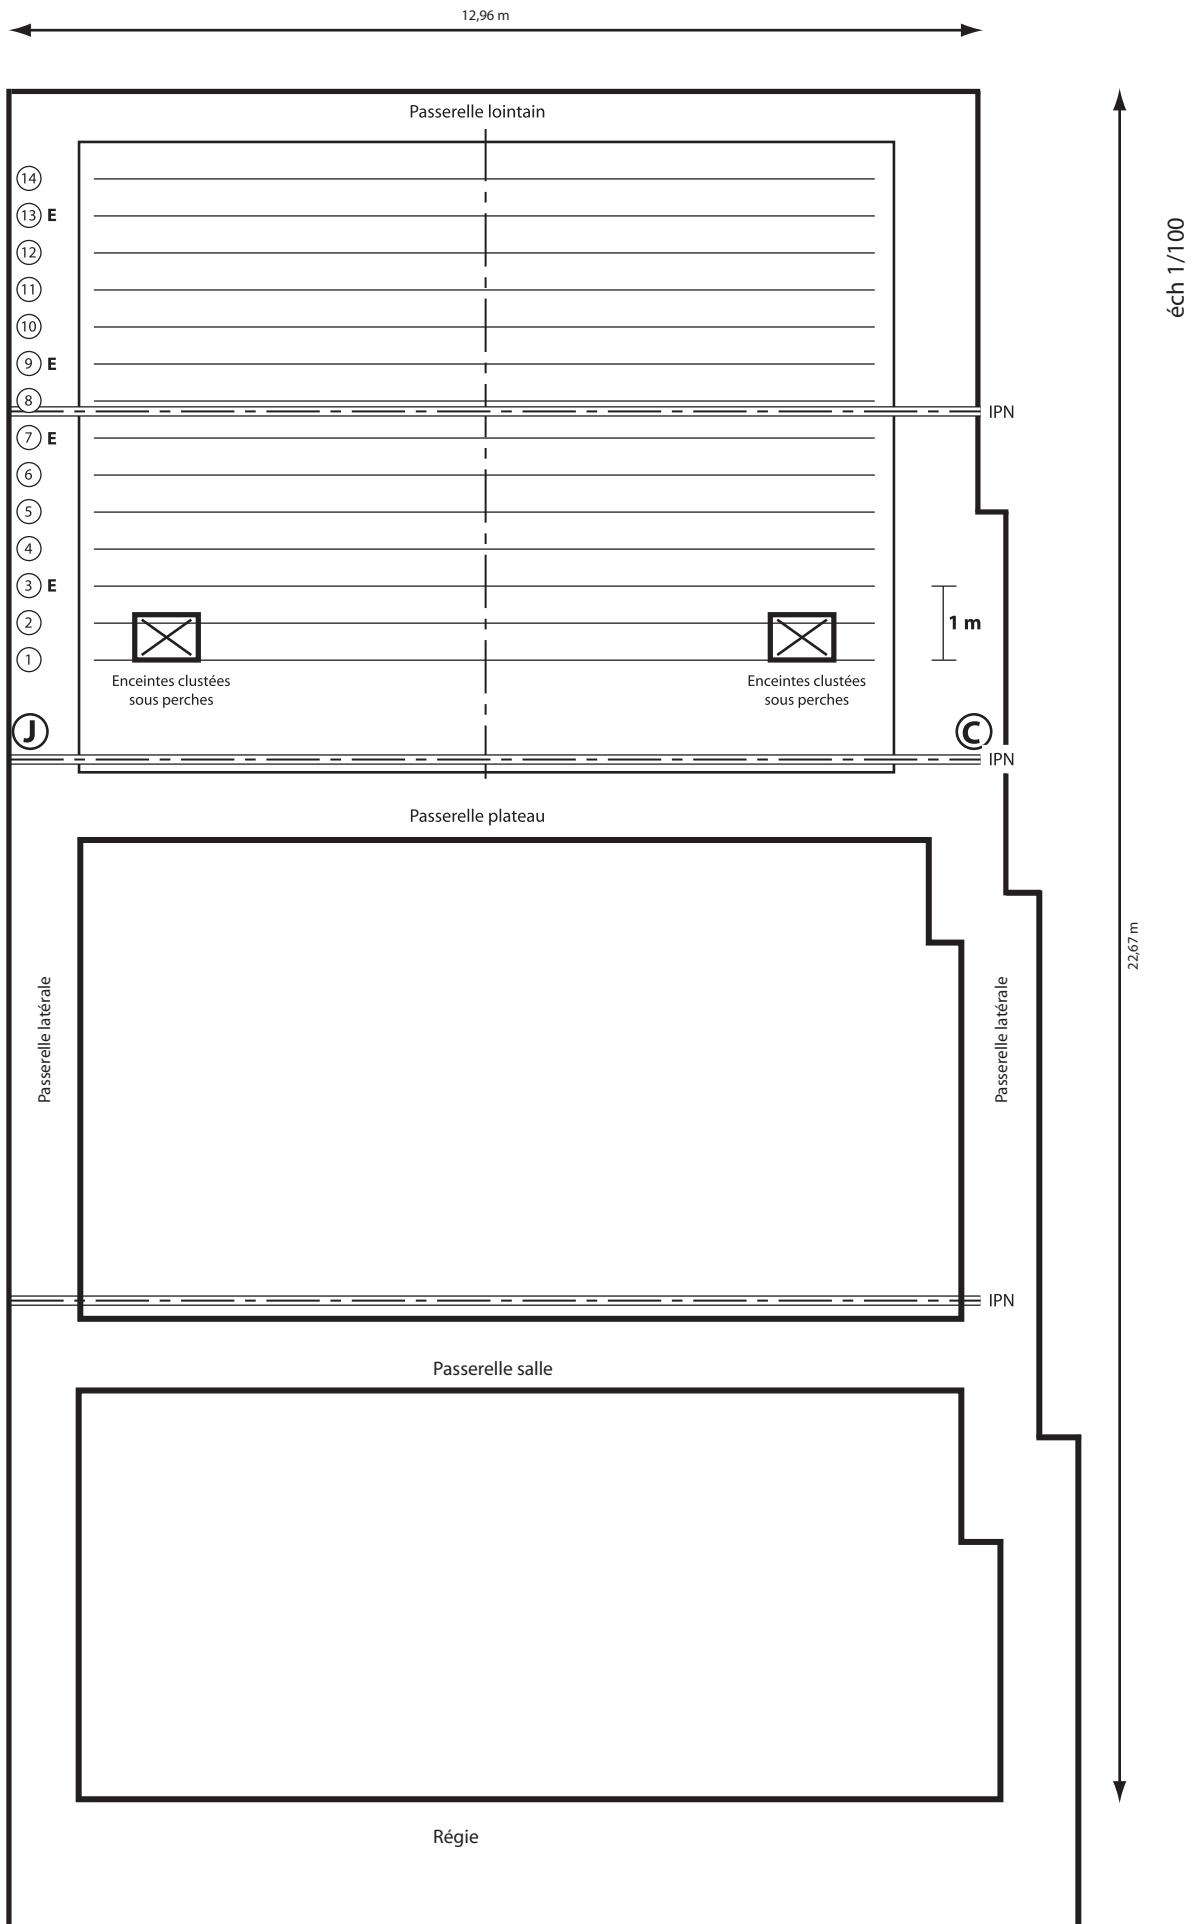 12,96 m
Passerelle lointain
14
13 E
12
11
10
9 E
8
IPN
7 E
6
5
4
3 E
2
1 m
1
Enceintes clustées
sous perches
Enceintes clustées
sous perches
J
C
IPN
Passerelle plateau
Passerelle latérale
Passerelle latérale
IPN
Passerelle salle
Régie
éch 1/100
22,67 m